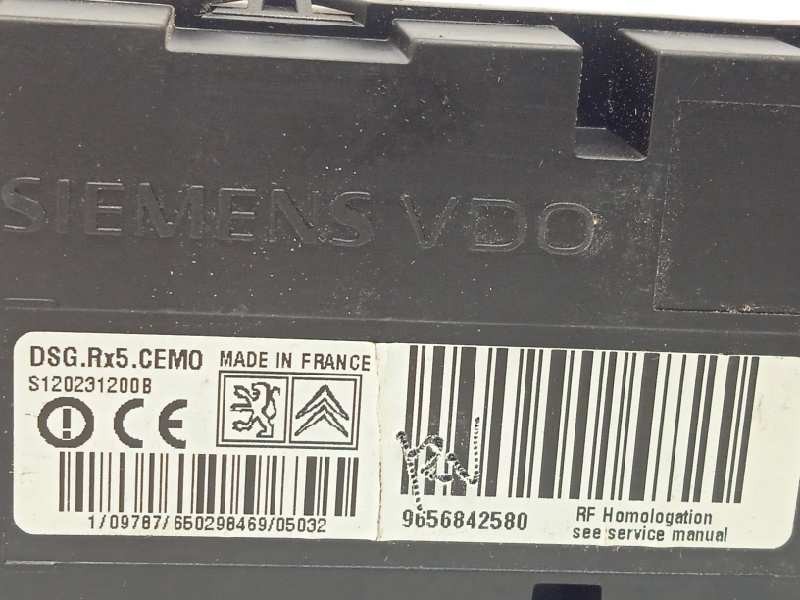 SIEMENS VDO
DSG.Rx5.CEMO
MADE IN FRANCE
S120231200B
CE
1/09787/650298469/05032
9656842580
RF Homologation
see service manual